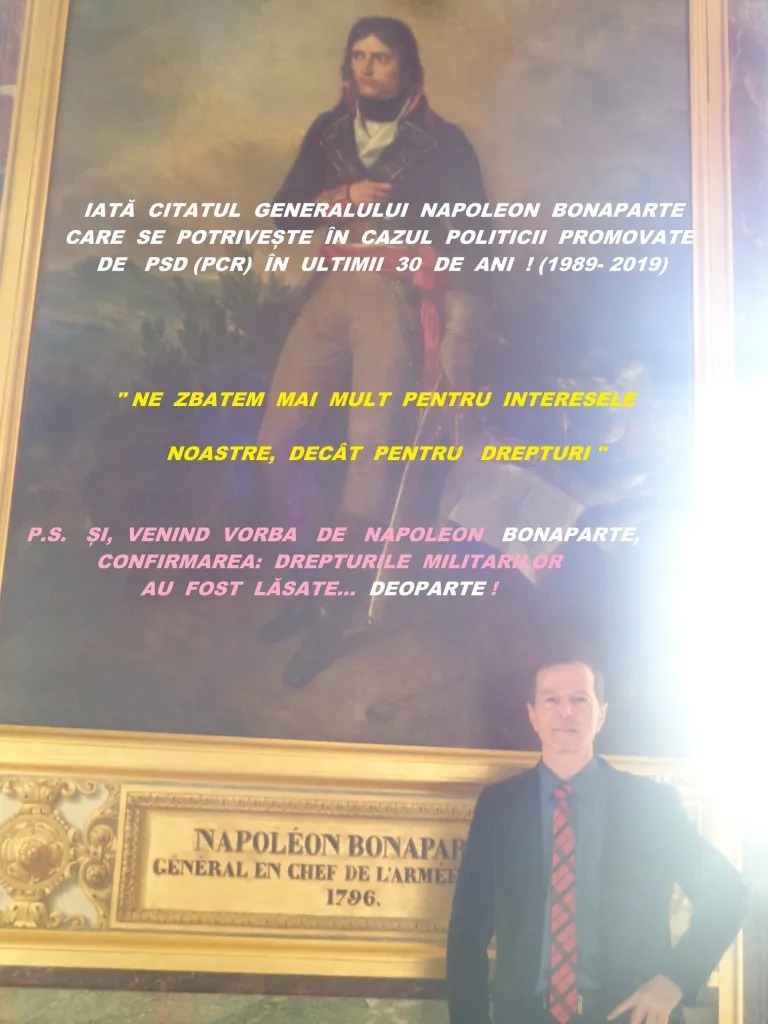 IATĂ CITATUL GENERALULUI NAPOLEON BONAPARTE
CARE SE POTRIVEȘTE ÎN CAZUL POLITICII PROMOVATE
DE PSD (PCR) ÎN ULTIMII 30 DE ANI ! (1989- 2019)
" NE ZBATEM MAI MULT PENTRU INTERESELE
NOASTRE, DECÂT PENTRU DREPTURI "
P.S. ȘI, VENIND VORBA DE NAPOLEON BONAPARTE,
CONFIRMAREA: DREPTURILE MILITARILOR
AU FOST LĂSATE... DEOPARTE !
NAPOLÉON BONAPAR
GÉNÉRAL EN CHEF DE L'ARMÉE
1796.